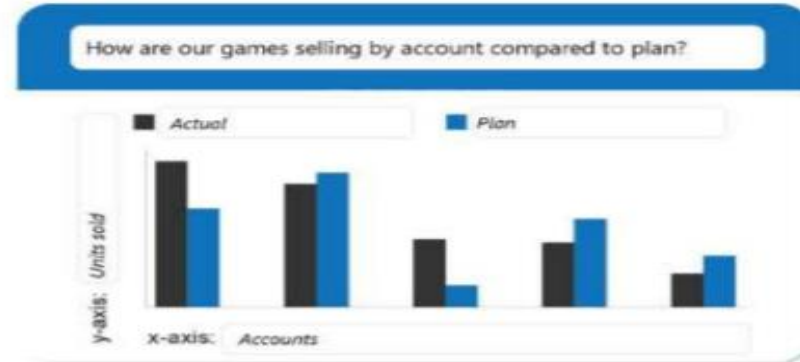 How are our games selling by account compared to plan?
Actual
Plan
y-axis: Units sold
x-axis: Accounts